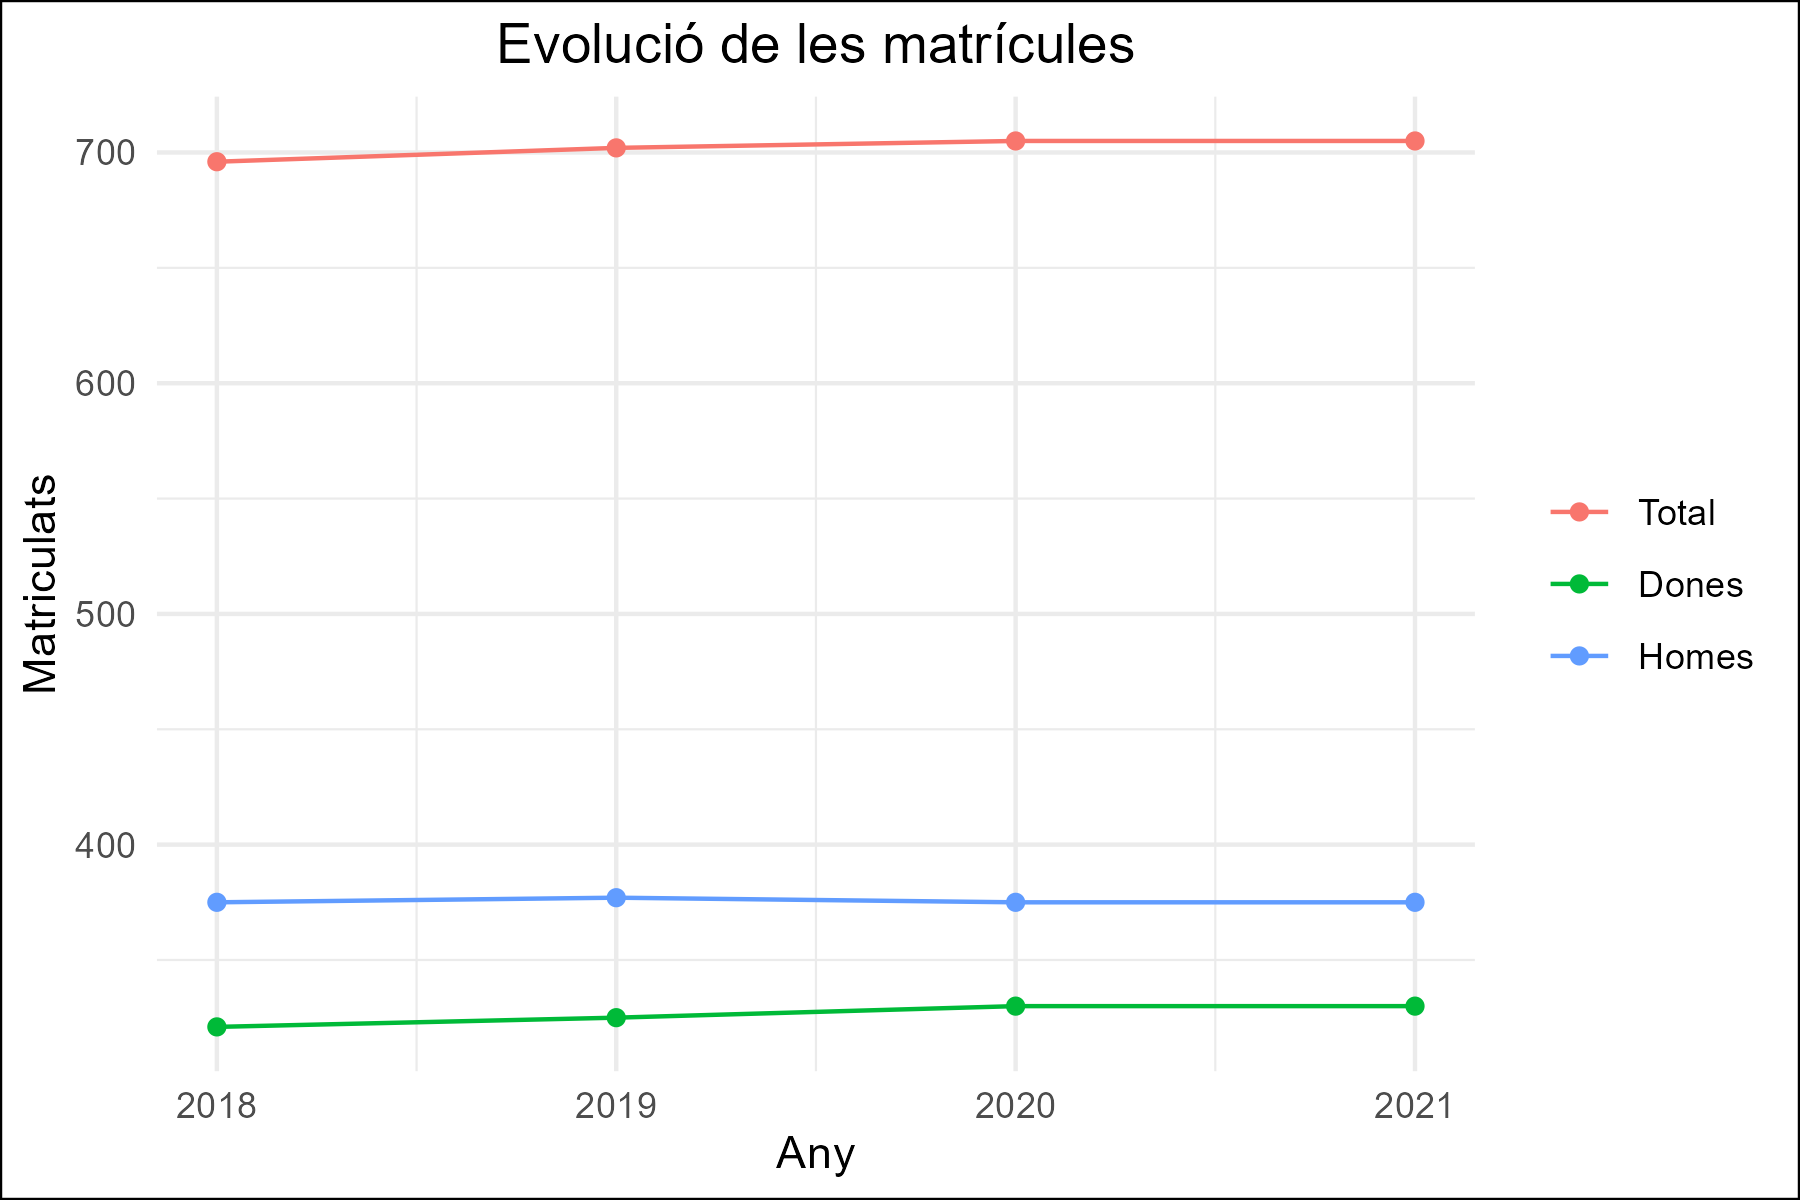 Evolució de les matrícules
700
600
500
400
Matriculats
2018
2019
2020
2021
Any
Total
Dones
Homes